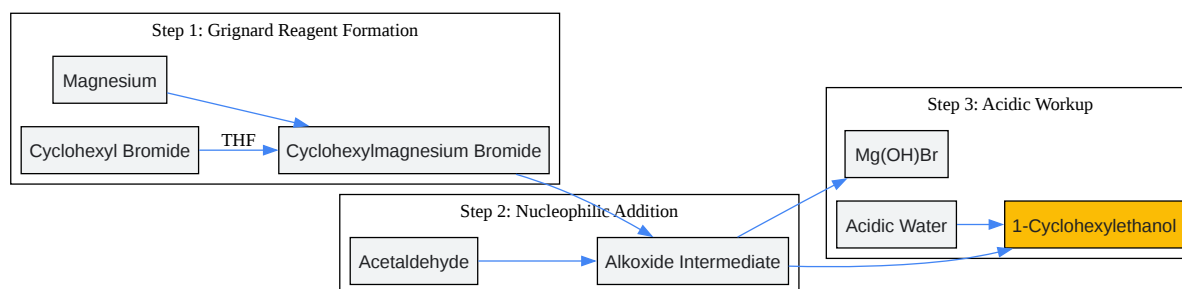 Step 1: Grignard Reagent Formation
Magnesium
Cyclohexyl Bromide
THF
Cyclohexylmagnesium Bromide
Step 2: Nucleophilic Addition
Acetaldehyde
Alkoxide Intermediate
Step 3: Acidic Workup
Mg(OH)Br
Acidic Water
1-Cyclohexylethanol